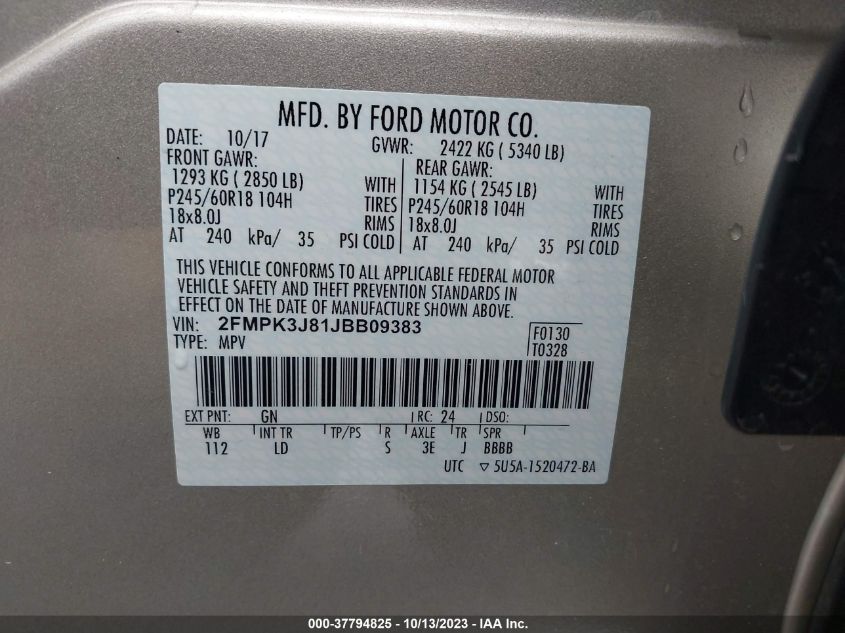 MFD. BY FORD MOTOR CO.
DATE: 10/17 GVWR: 2422 KG ( 5340 LB)
FRONT GAWR: REAR GAWR:
1293 KG ( 2850 LB) WITH 1154 KG ( 2545 LB) WITH
P245/60R18 104H TIRES P245/60R18 104H TIRES
18x8.0J RIMS 18x8.0J RIMS
AT 240 kPa/ 35 PSI COLD AT 240 kPa/ 35 PSI COLD
THIS VEHICLE CONFORMS TO ALL APPLICABLE FEDERAL MOTOR
VEHICLE SAFETY AND THEFT PREVENTION STANDARDS IN
EFFECT ON THE DATE OF MANUFACTURE SHOWN ABOVE.
VIN: 2FMPK3J81JBB09383 F0130
TYPE: MPV T0328
EXT PNT: GN RC: 24 DSO:
WB INT TR TP/PS R AXLE TR SPR
112 LD S 3E J BBBB
UTC ▽ 5U5A-1520472-BA
000-37794825 - 10/13/2023 - IAA Inc.